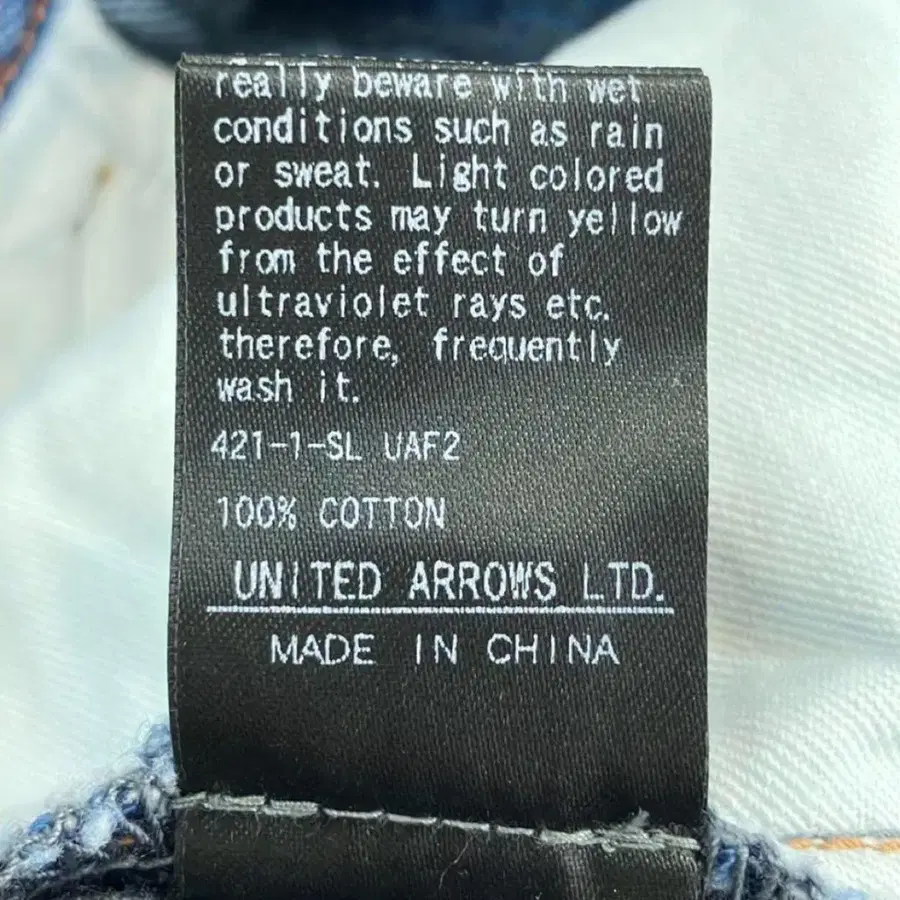 really beware with wet
conditions such as rain
or sweat. Light colored
products may turn yellow
from the effect of
ultraviolet rays etc.
therefore, frequently
wash it.
421-1-SL UAF2
100% COTTON
UNITED ARROWS LTD.
MADE IN CHINA